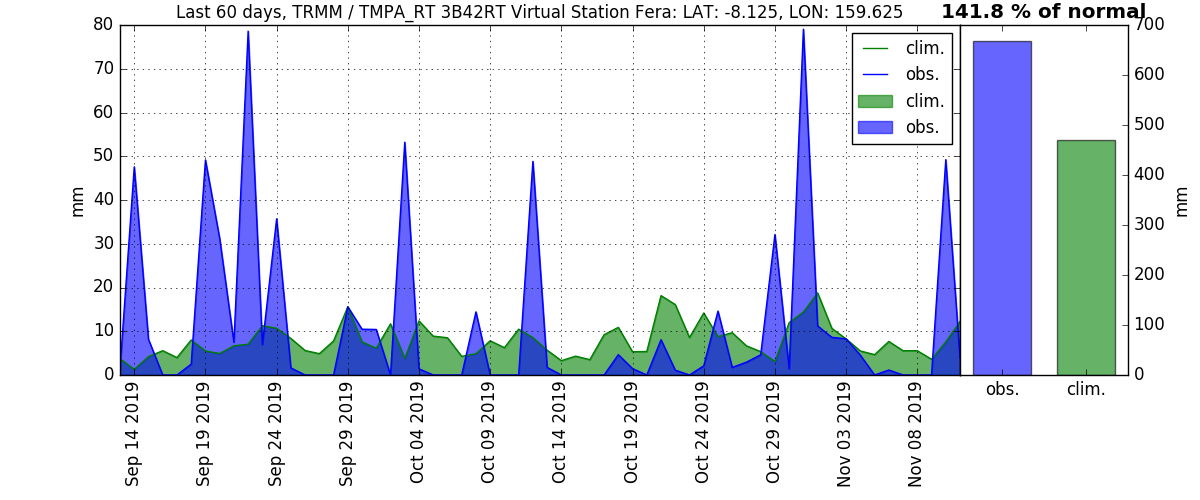 Last 60 days, TRMM / TMPA_RT 3B42RT Virtual Station Fera: LAT: -8.125, LON: 159.625
141.8 % of normal
80
70
60
50
40
30
20
10
0
mm
clim.
obs.
clim.
obs.
Sep 14 2019
Sep 19 2019
Sep 24 2019
Sep 29 2019
Oct 04 2019
Oct 09 2019
Oct 14 2019
Oct 19 2019
Oct 24 2019
Oct 29 2019
Nov 03 2019
Nov 08 2019
700
600
500
400
300
200
100
0
mm
obs.
clim.